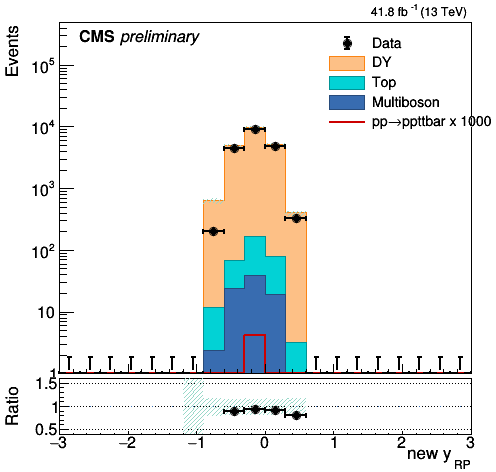 41.8 fb⁻¹ (13 TeV)
CMS preliminary
Events
Data
DY
Top
Multiboson
pp→ppttbar x 1000
10⁵
10⁴
10³
10²
10
1
Ratio
1.5
1
0.5
−3 −2 −1 0 1 2 3
new y_RP